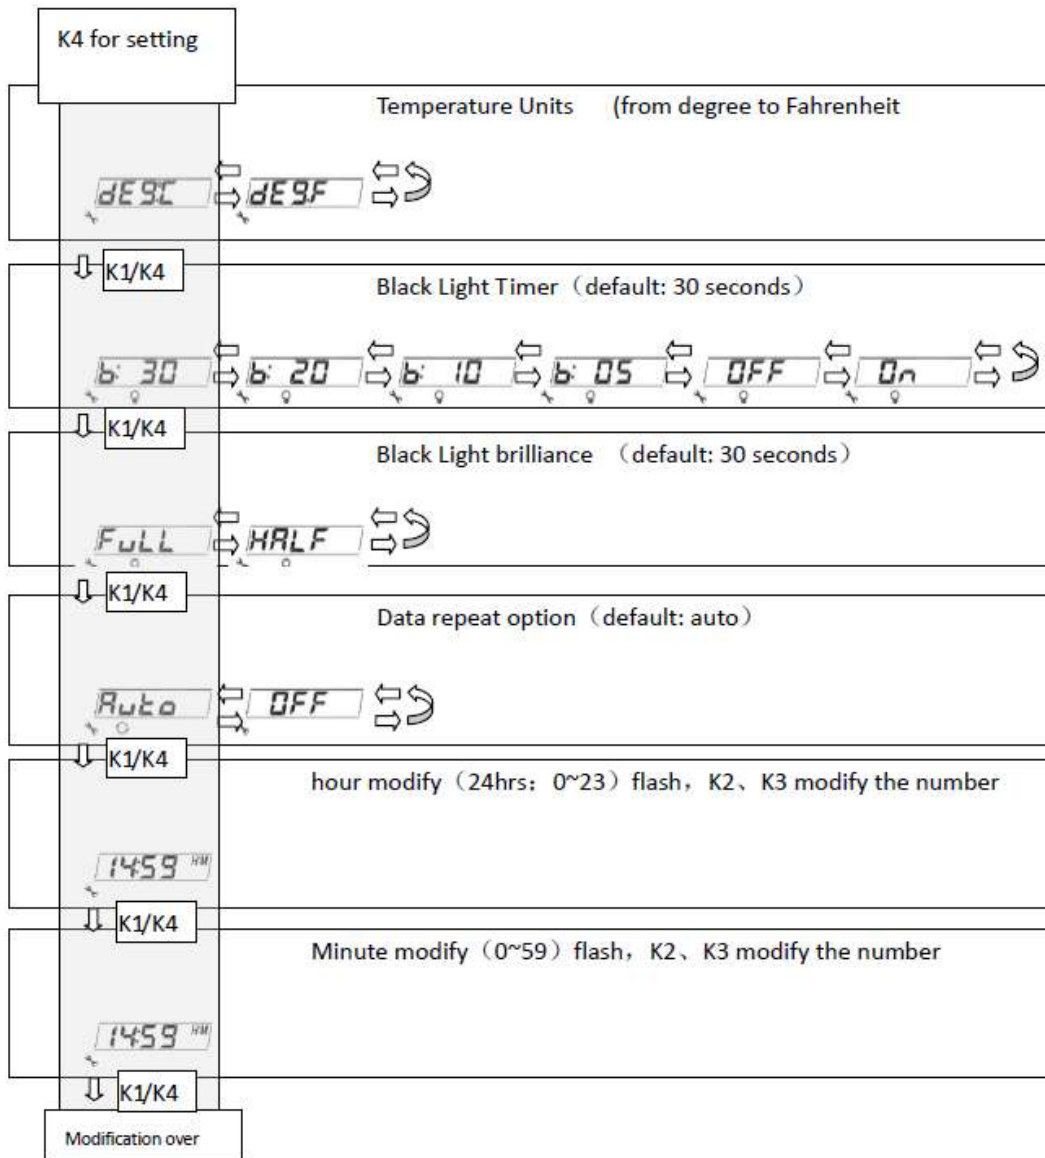 K4 for setting
Temperature Units (from degree to Fahrenheit
dEg.C dEg.F
K1/K4
Black Light Timer（default: 30 seconds）
b: 30 b: 20 b: 10 b: 05 OFF On
K1/K4
Black Light brilliance （default: 30 seconds）
FuLL HALF
K1/K4
Data repeat option（default: auto）
Auto OFF
K1/K4
hour modify（24hrs：0~23）flash，K2、K3 modify the number
14:59 HM
K1/K4
Minute modify（0~59）flash，K2、K3 modify the number
14:59 HM
K1/K4
Modification over